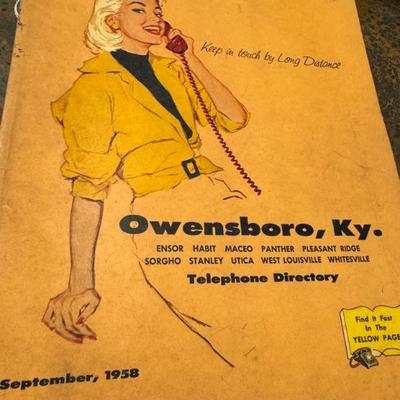 Keep in touch by Long Distance
Owensboro, Ky.
ENSOR HABIT MACEO PANTHER PLEASANT RIDGE
SORGHO STANLEY UTICA WEST LOUISVILLE WHITESVILLE
Telephone Directory
Find It Fast
In The
YELLOW PAGE
September, 1958